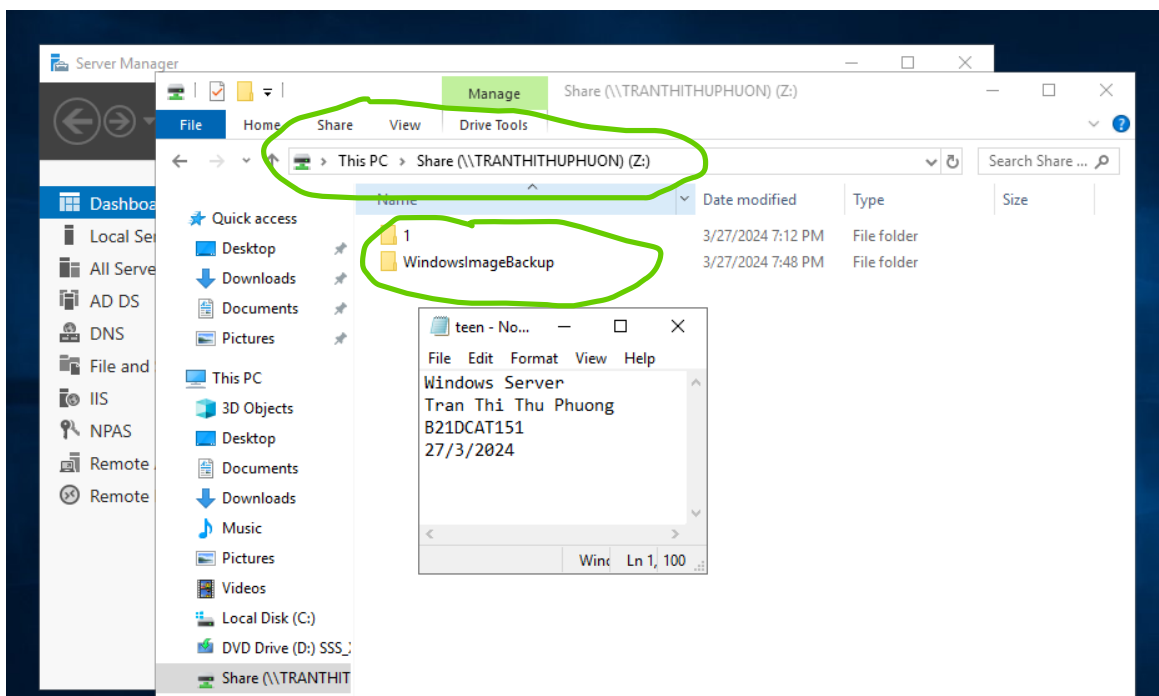 Server Manager
Manage
Share (\\TRANTHITHUPHUON) (Z:)
File
Home
Share
View
Drive Tools
This PC > Share (\\TRANTHITHUPHUON) (Z:)
Search Share ...
Name
Date modified
Type
Size
1
3/27/2024 7:12 PM
File folder
WindowsImageBackup
3/27/2024 7:48 PM
File folder
Dashboa
Local Ser
All Serve
AD DS
DNS
File and
IIS
NPAS
Remote
Remote
Quick access
Desktop
Downloads
Documents
Pictures
This PC
3D Objects
Desktop
Documents
Downloads
Music
Pictures
Videos
Local Disk (C:)
DVD Drive (D:) SSS_
Share (\\TRANTHIT
teen - No...
File Edit Format View Help
Windows Server
Tran Thi Thu Phuong
B21DCAT151
27/3/2024
Wind Ln 1, 100